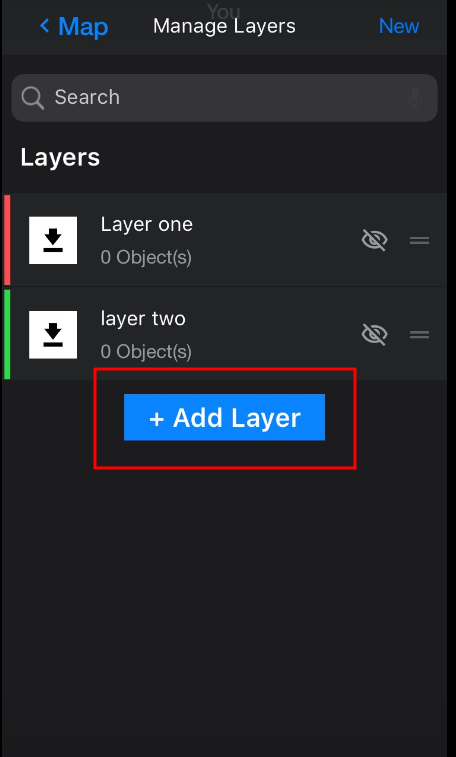 You
Map
Manage Layers
New
Search
Layers
Layer one
0 Object(s)
layer two
0 Object(s)
+ Add Layer